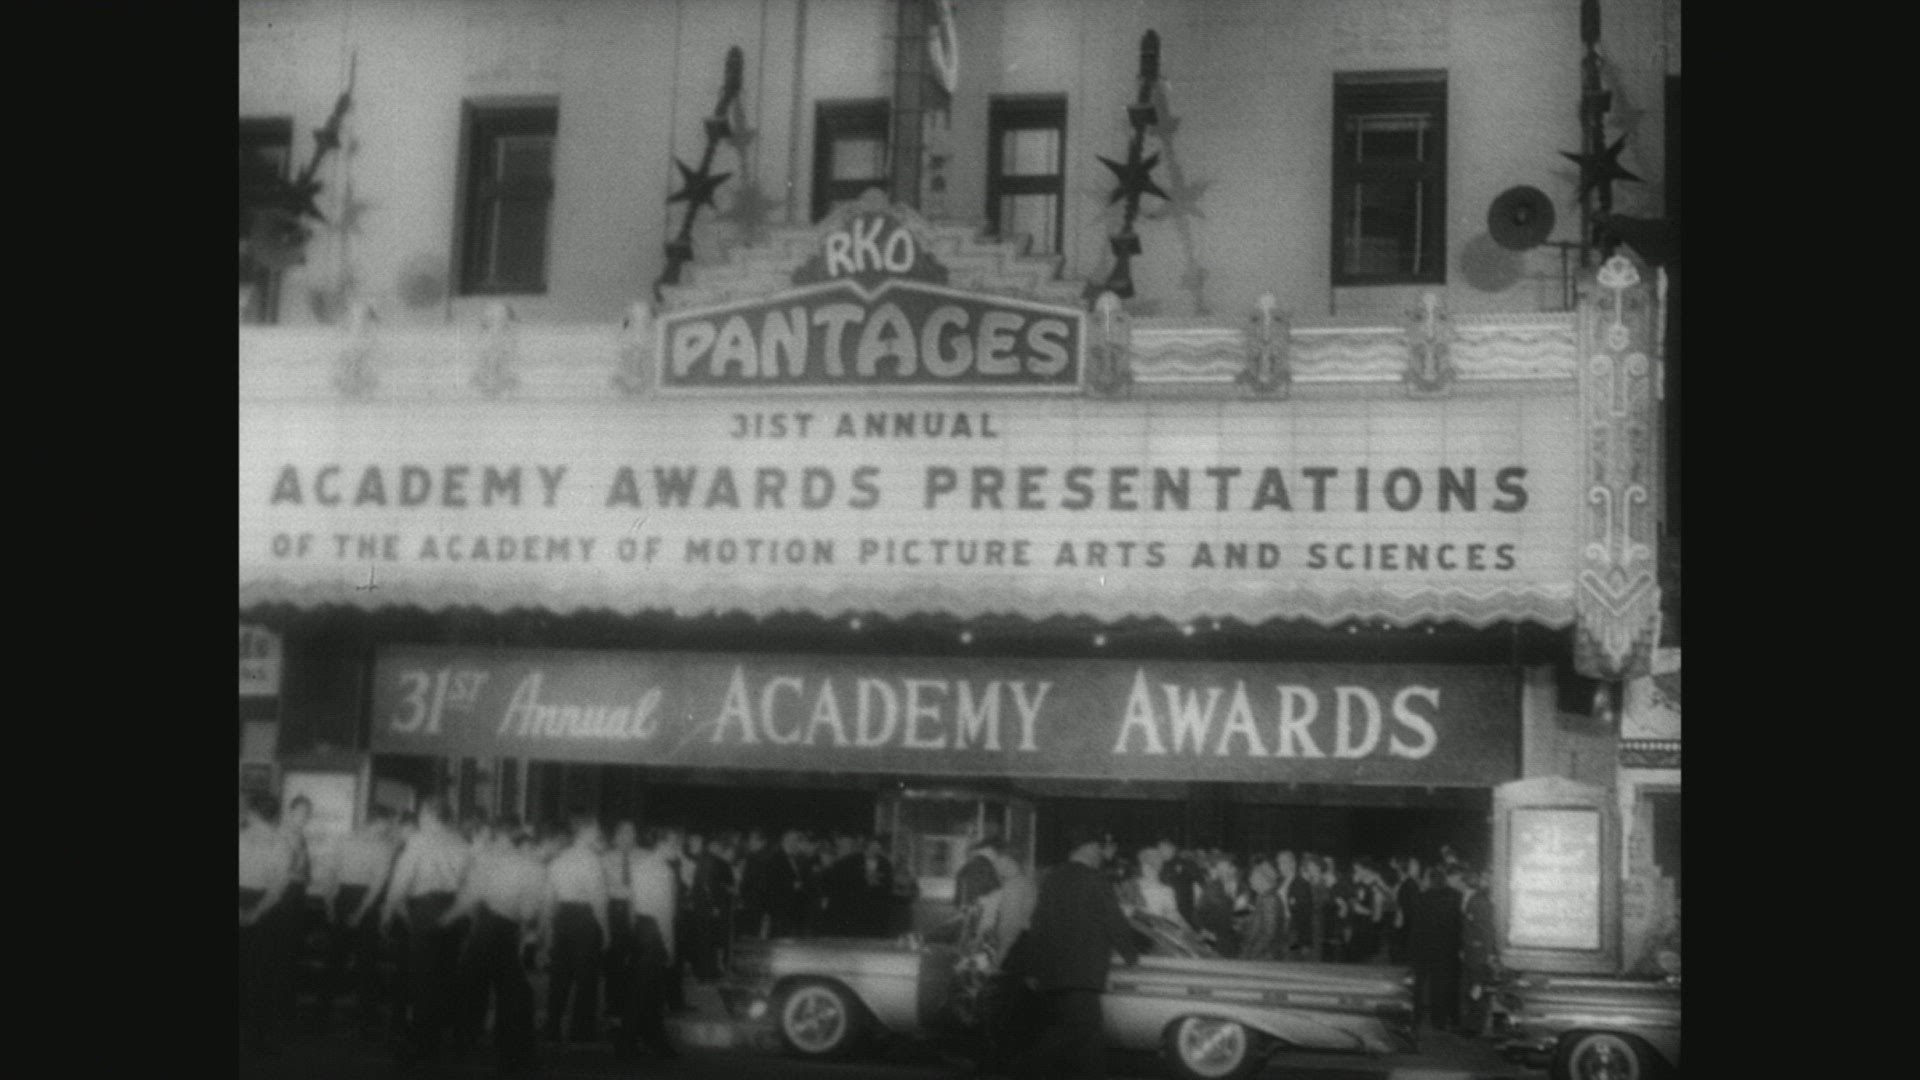 RKO
PANTAGES
31ST ANNUAL
ACADEMY AWARDS PRESENTATIONS
OF THE ACADEMY OF MOTION PICTURE ARTS AND SCIENCES
31ST Annual ACADEMY AWARDS